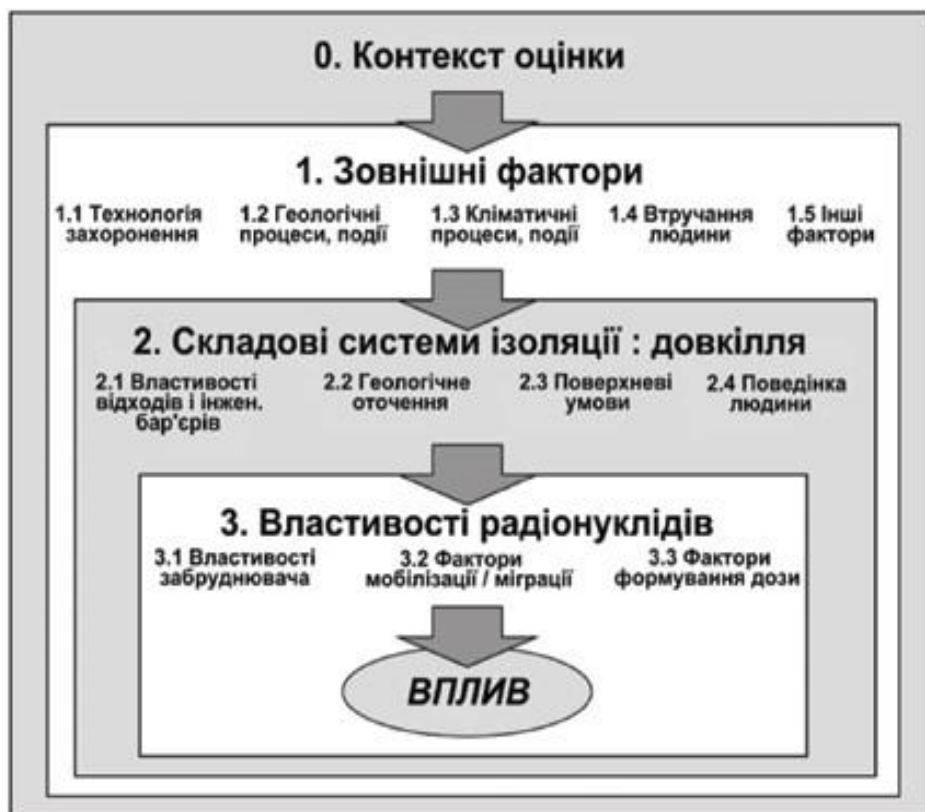 0. Контекст оцінки
1. Зовнішні фактори
1.1 Технологія захоронення
1.2 Геологічні процеси, події
1.3 Кліматичні процеси, події
1.4 Втручання людини
1.5 Інші фактори
2. Складові системи ізоляції : довкілля
2.1 Властивості відходів і інжен. бар'єрів
2.2 Геологічне оточення
2.3 Поверхневі умови
2.4 Поведінка людини
3. Властивості радіонуклідів
3.1 Властивості забруднювача
3.2 Фактори мобілізації / міграції
3.3 Фактори формування дози
ВПЛИВ